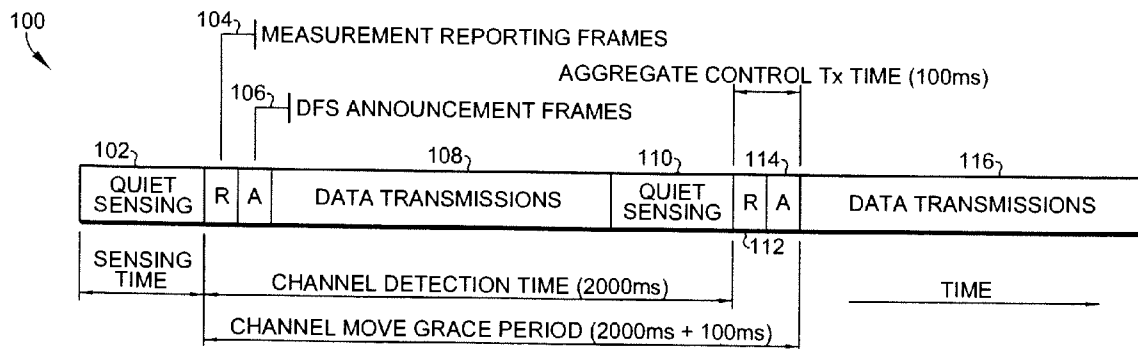 100
104
MEASUREMENT REPORTING FRAMES
AGGREGATE CONTROL Tx TIME (100ms)
106
DFS ANNOUNCEMENT FRAMES
102
108
110
114
116
QUIET SENSING
R
A
DATA TRANSMISSIONS
QUIET SENSING
R
A
DATA TRANSMISSIONS
112
SENSING TIME
CHANNEL DETECTION TIME (2000ms)
TIME
CHANNEL MOVE GRACE PERIOD (2000ms + 100ms)